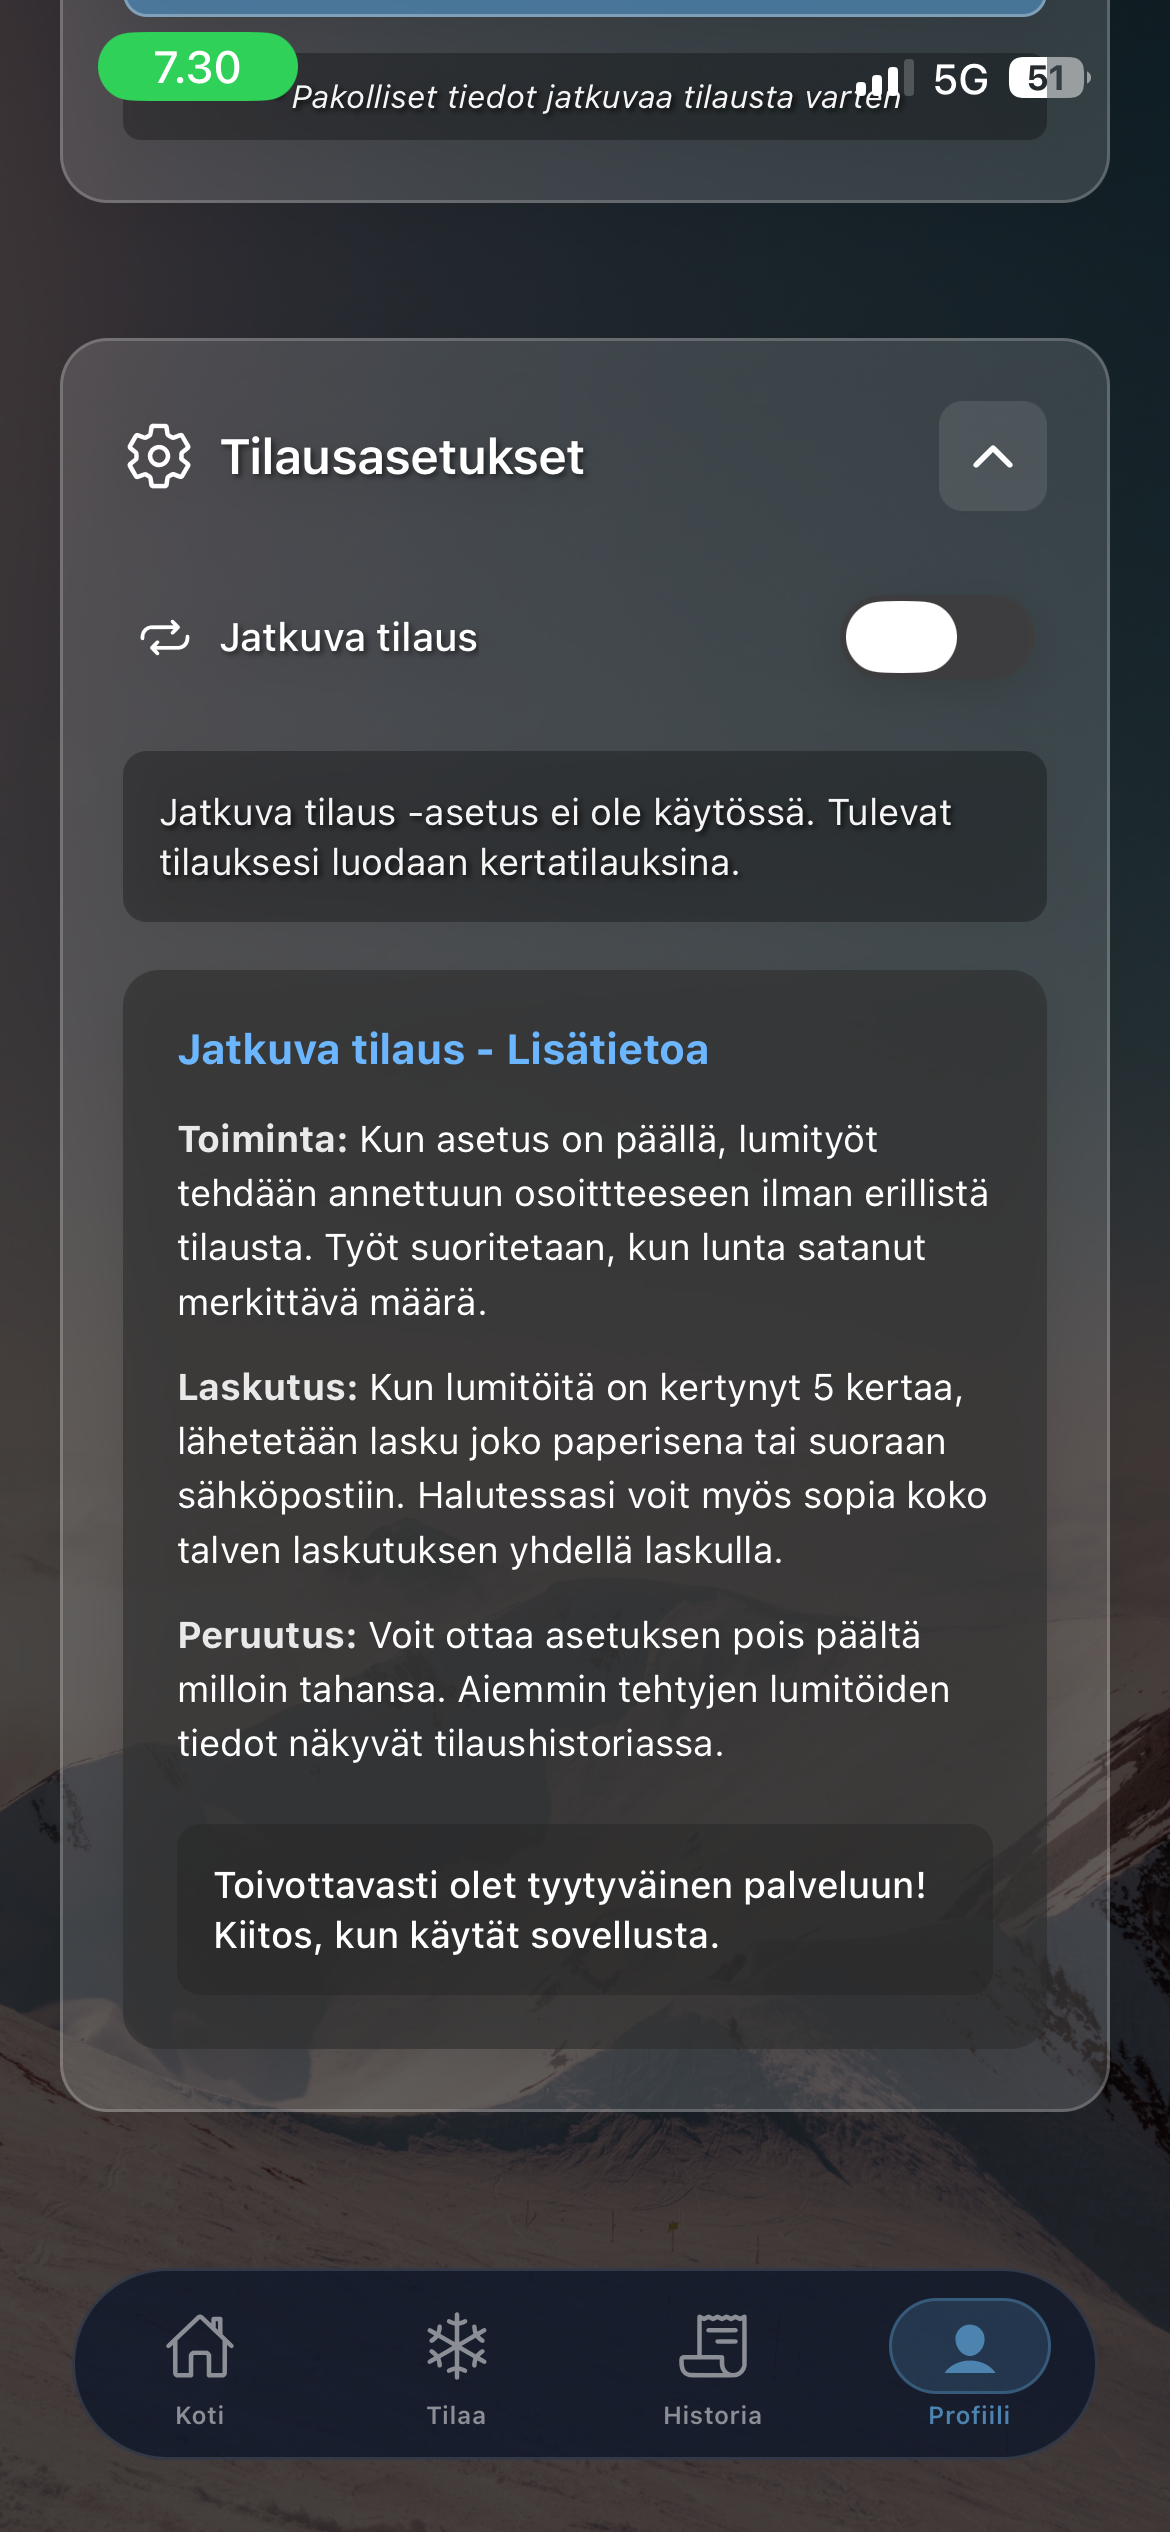 7.30
5G
51
Pakolliset tiedot jatkuvaa tilausta varten
Tilausasetukset
Jatkuva tilaus
Jatkuva tilaus -asetus ei ole käytössä. Tulevat
tilauksesi luodaan kertatilauksina.
Jatkuva tilaus - Lisätietoa
Toiminta: Kun asetus on päällä, lumityöt
tehdään annettuun osoittteeseen ilman erillistä
tilausta. Työt suoritetaan, kun lunta satanut
merkittävä määrä.
Laskutus: Kun lumitöitä on kertynyt 5 kertaa,
lähetetään lasku joko paperisena tai suoraan
sähköpostiin. Halutessasi voit myös sopia koko
talven laskutuksen yhdellä laskulla.
Peruutus: Voit ottaa asetuksen pois päältä
milloin tahansa. Aiemmin tehtyjen lumitöiden
tiedot näkyvät tilaushistoriassa.
Toivottavasti olet tyytyväinen palveluun!
Kiitos, kun käytät sovellusta.
Koti
Tilaa
Historia
Profiili